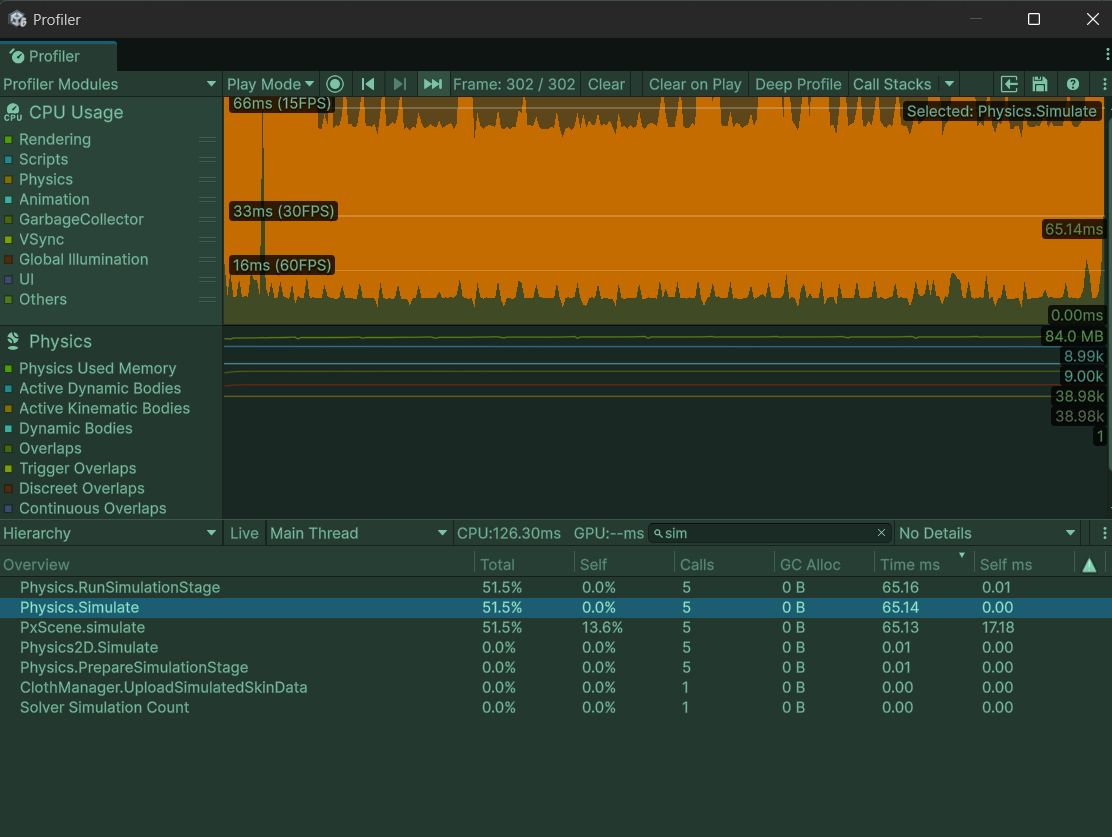 Profiler
Profiler
Profiler Modules Play Mode Frame: 302 / 302 Clear Clear on Play Deep Profile Call Stacks
CPU Usage
CPU
Rendering
Scripts
Physics
Animation
GarbageCollector
VSync
Global Illumination
UI
Others
66ms (15FPS)
Selected: Physics.Simulate
33ms (30FPS)
65.14ms
16ms (60FPS)
0.00ms
Physics
Physics Used Memory
Active Dynamic Bodies
Active Kinematic Bodies
Dynamic Bodies
Overlaps
Trigger Overlaps
Discreet Overlaps
Continuous Overlaps
84.0 MB
8.99k
9.00k
38.98k
38.98k
1
Hierarchy Live Main Thread CPU:126.30ms GPU:--ms sim No Details
Overview Total Self Calls GC Alloc Time ms Self ms
Physics.RunSimulationStage 51.5% 0.0% 5 0 B 65.16 0.01
Physics.Simulate 51.5% 0.0% 5 0 B 65.14 0.00
PxScene.simulate 51.5% 13.6% 5 0 B 65.13 17.18
Physics2D.Simulate 0.0% 0.0% 5 0 B 0.01 0.00
Physics.PrepareSimulationStage 0.0% 0.0% 5 0 B 0.01 0.00
ClothManager.UploadSimulatedSkinData 0.0% 0.0% 1 0 B 0.00 0.00
Solver Simulation Count 0.0% 0.0% 1 0 B 0.00 0.00